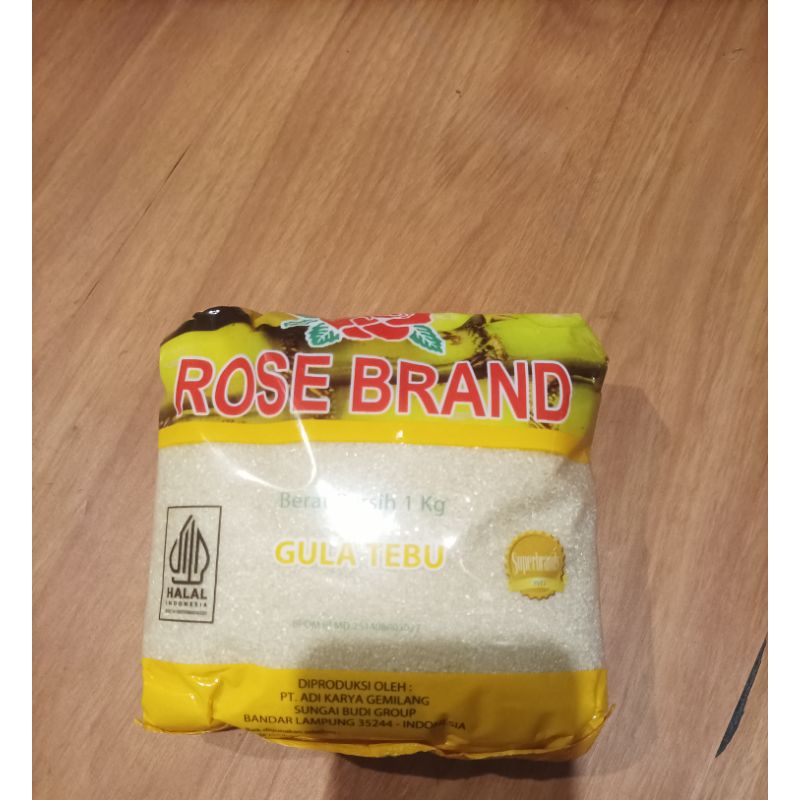 ROSE BRAND
Berat Bersih 1 Kg
GULA TEBU
Superbrands
HALAL
INDONESIA
DIPRODUKSI OLEH :
PT. ADI KARYA GEMILANG
SUNGAI BUDI GROUP
BANDAR LAMPUNG 35244 - INDONESIA